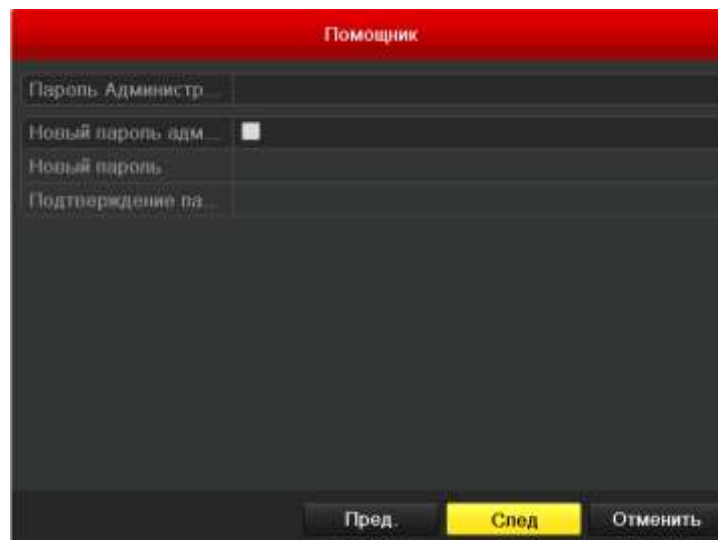 Помощник
Пароль Администр...
Новый пароль адм...
Новый пароль
Подтверждение па...
Пред. След Отменить